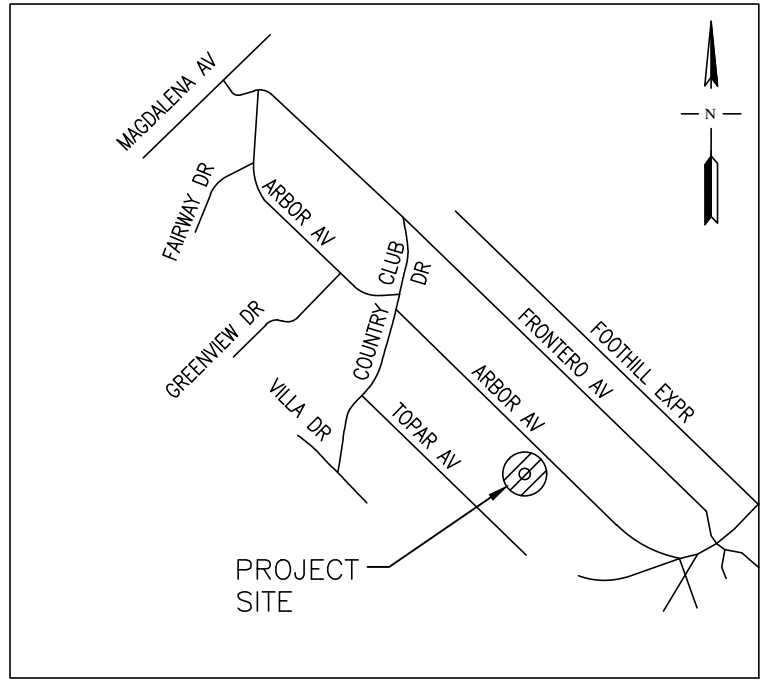 MAGDALENA AV
N
FAIRWAY DR
ARBOR AV
COUNTRY CLUB
DR
GREENVIEW DR
FRONTERO AV
FOOTHILL EXPR
ARBOR AV
VILLA DR
TOPAR AV
PROJECT
SITE